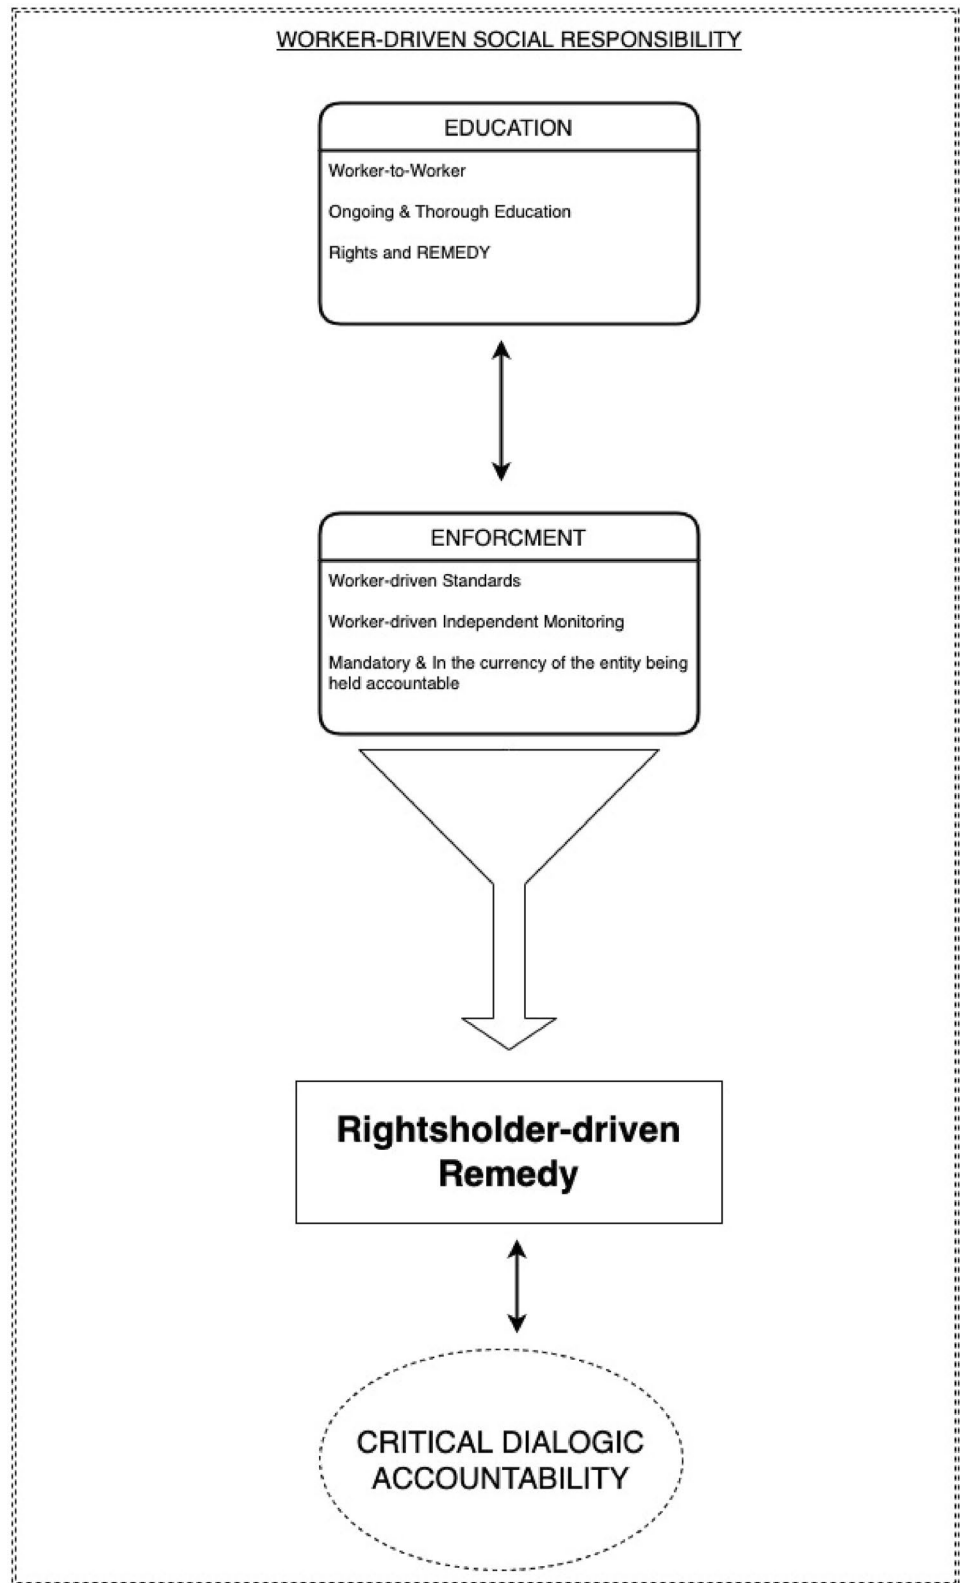 WORKER-DRIVEN SOCIAL RESPONSIBILITY
EDUCATION
Worker-to-Worker
Ongoing & Thorough Education
Rights and REMEDY
ENFORCMENT
Worker-driven Standards
Worker-driven Independent Monitoring
Mandatory & In the currency of the entity being
held accountable
Rightsholder-driven
Remedy
CRITICAL DIALOGIC
ACCOUNTABILITY